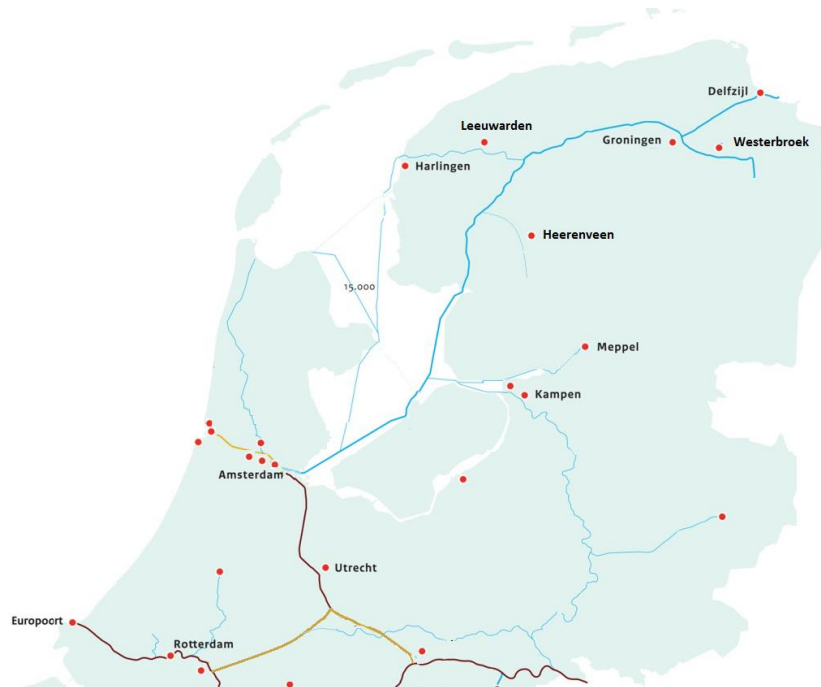 Delfzijl
Leeuwarden
Groningen
Westerbroek
Harlingen
Heerenveen
15.000
Meppel
Kampen
Amsterdam
Utrecht
Europoort
Rotterdam